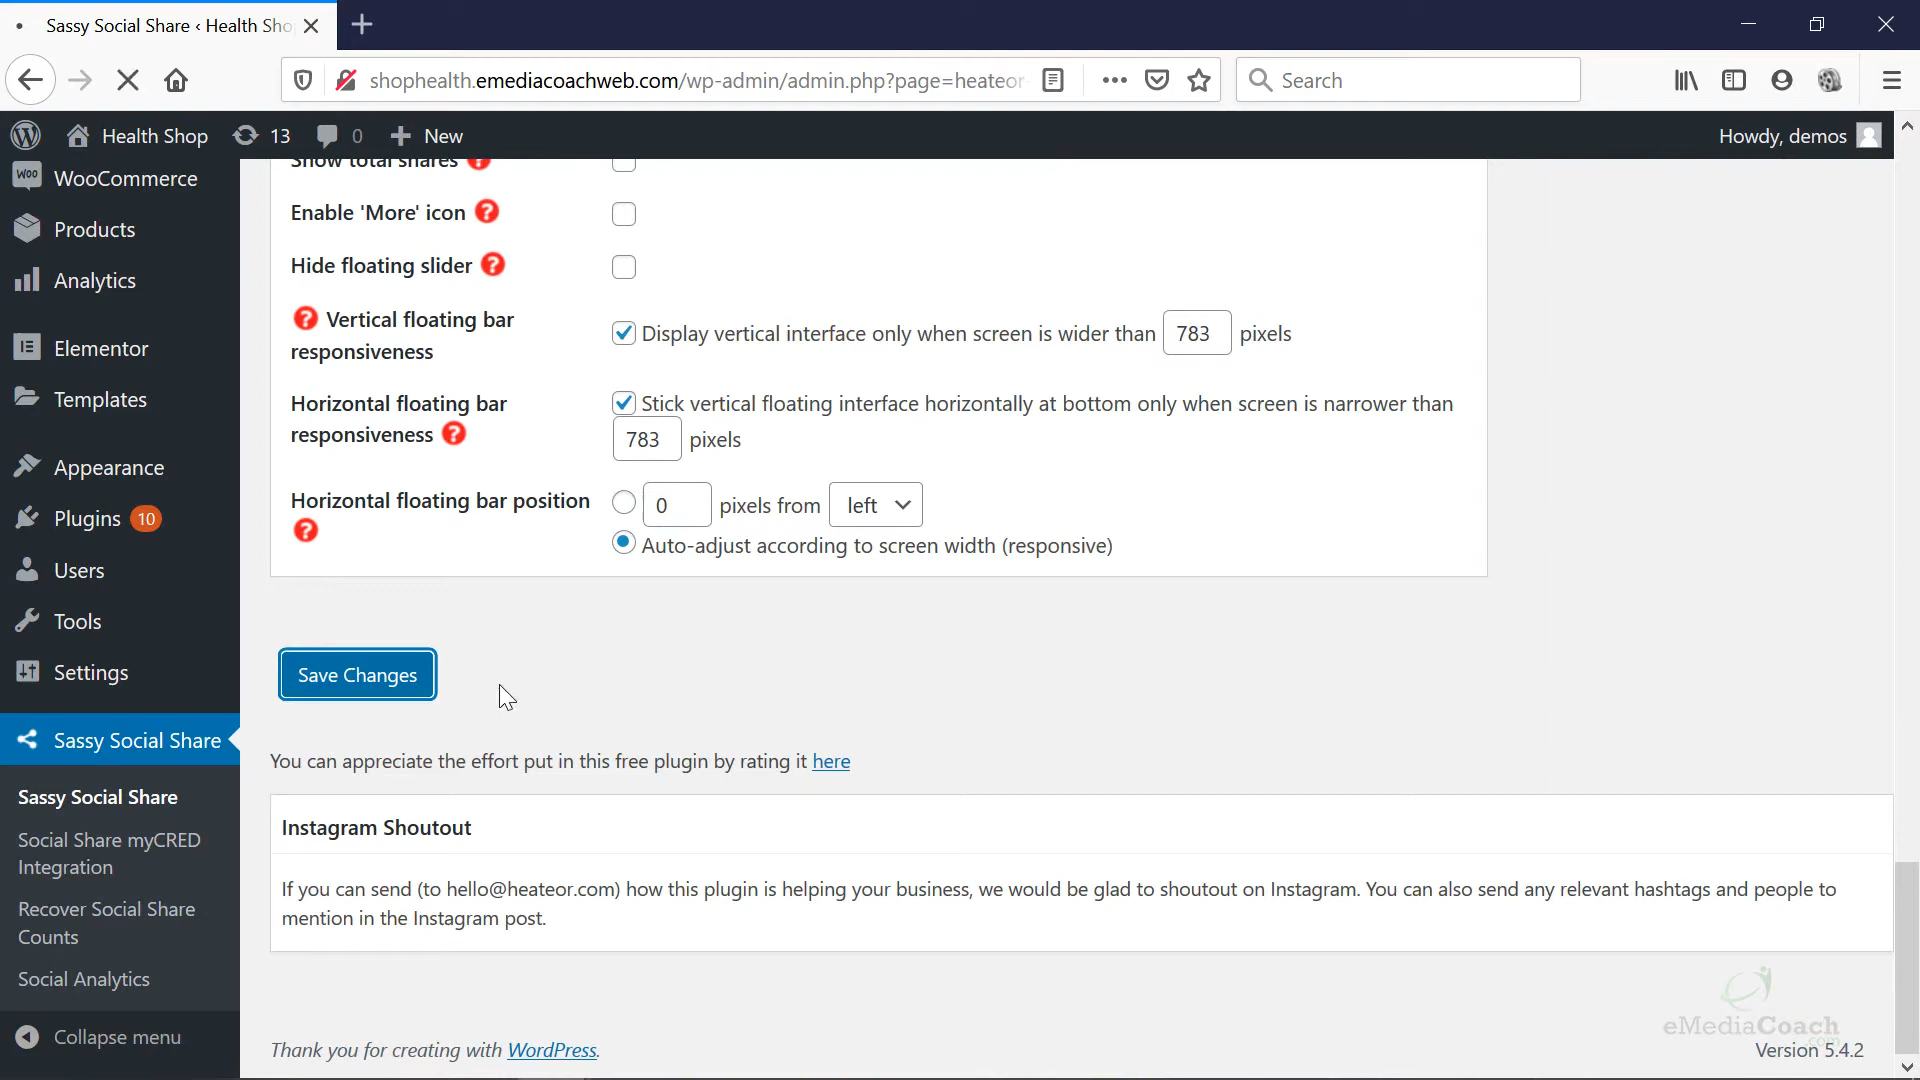 Sassy Social Share ‹ Health Sho
shophealth.emediacoachweb.com/wp-admin/admin.php?page=heateor-
Search
Health Shop
13
0
New
Howdy, demos
WooCommerce
Products
Analytics
Elementor
Templates
Appearance
Plugins 10
Users
Tools
Settings
Sassy Social Share
Sassy Social Share
Social Share myCRED
Integration
Recover Social Share
Counts
Social Analytics
Collapse menu
Show total shares ?
Enable 'More' icon ?
Hide floating slider ?
? Vertical floating bar
responsiveness
Display vertical interface only when screen is wider than 783 pixels
Horizontal floating bar
responsiveness ?
Stick vertical floating interface horizontally at bottom only when screen is narrower than
783 pixels
Horizontal floating bar position
?
0 pixels from left
Auto-adjust according to screen width (responsive)
Save Changes
You can appreciate the effort put in this free plugin by rating it here
Instagram Shoutout
If you can send (to hello@heateor.com) how this plugin is helping your business, we would be glad to shoutout on Instagram. You can also send any relevant hashtags and people to
mention in the Instagram post.
Thank you for creating with WordPress.
eMediaCoach
.com
Version 5.4.2